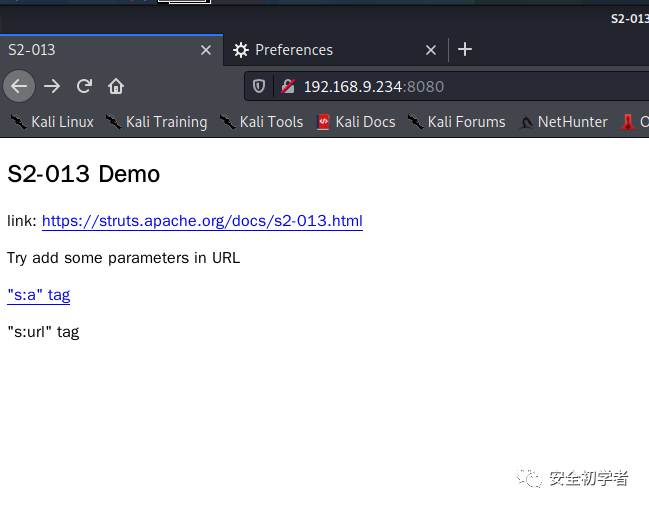 S2-013
S2-013
Preferences
192.168.9.234:8080
Kali Linux
Kali Training
Kali Tools
Kali Docs
Kali Forums
NetHunter
S2-013 Demo
link: https://struts.apache.org/docs/s2-013.html
Try add some parameters in URL
"s:a" tag
"s:url" tag
安全初学者